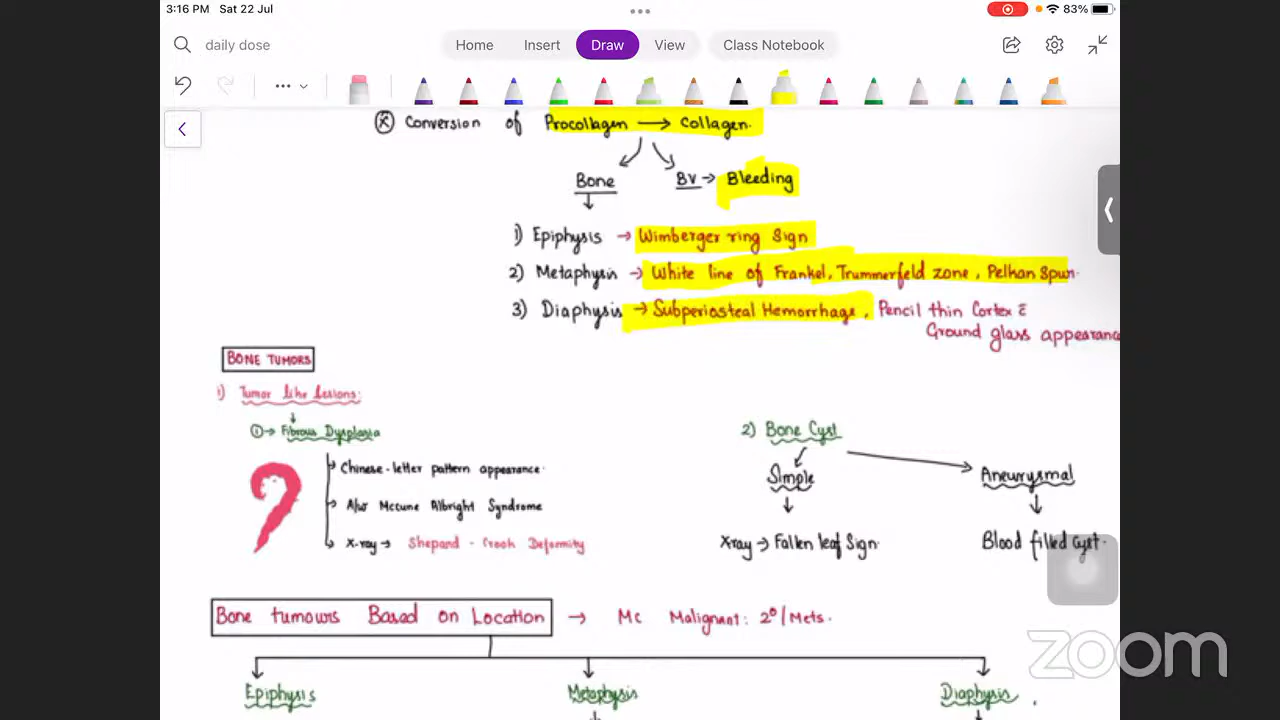 3:16 PM Sat 22 Jul
83%
daily dose
Home Insert Draw View Class Notebook
Ⓧ Conversion of Procollagen → Collagen.
Bone BV → Bleeding
1) Epiphysis → Wimberger ring Sign
2) Metaphysis → White line of Frankel, Trummerfeld zone, Pelkan Spur.
3) Diaphysis → Subperiosteal Hemorrhage, Pencil thin Cortex c̄
Ground glass appearance
BONE TUMORS
1) Tumor like Lesions:
① → Fibrous Dysplasia
2) Bone Cyst
Chinese-letter pattern appearance.
Simple
Aneurysmal
Also Mccune Albright Syndrome
X-ray → Shepard - Crook Deformity
Xray → Fallen leaf Sign
Blood filled Cyst.
Bone tumours Based on Location → Mc Malignant: 2°/Mets.
zoom
Epiphysis Metaphysis Diaphysis